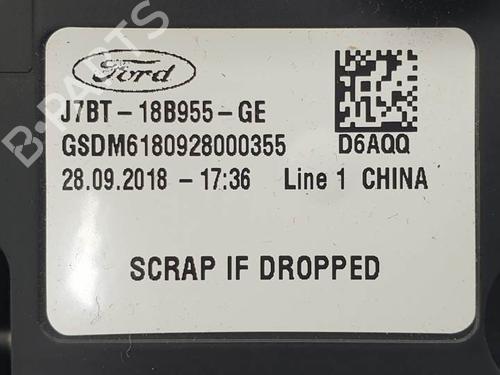 Ford
J7BT-18B955-GE
GSDM6180928000355 D6AQQ
28.09.2018 - 17:36 Line 1 CHINA
SCRAP IF DROPPED
B-PARTS